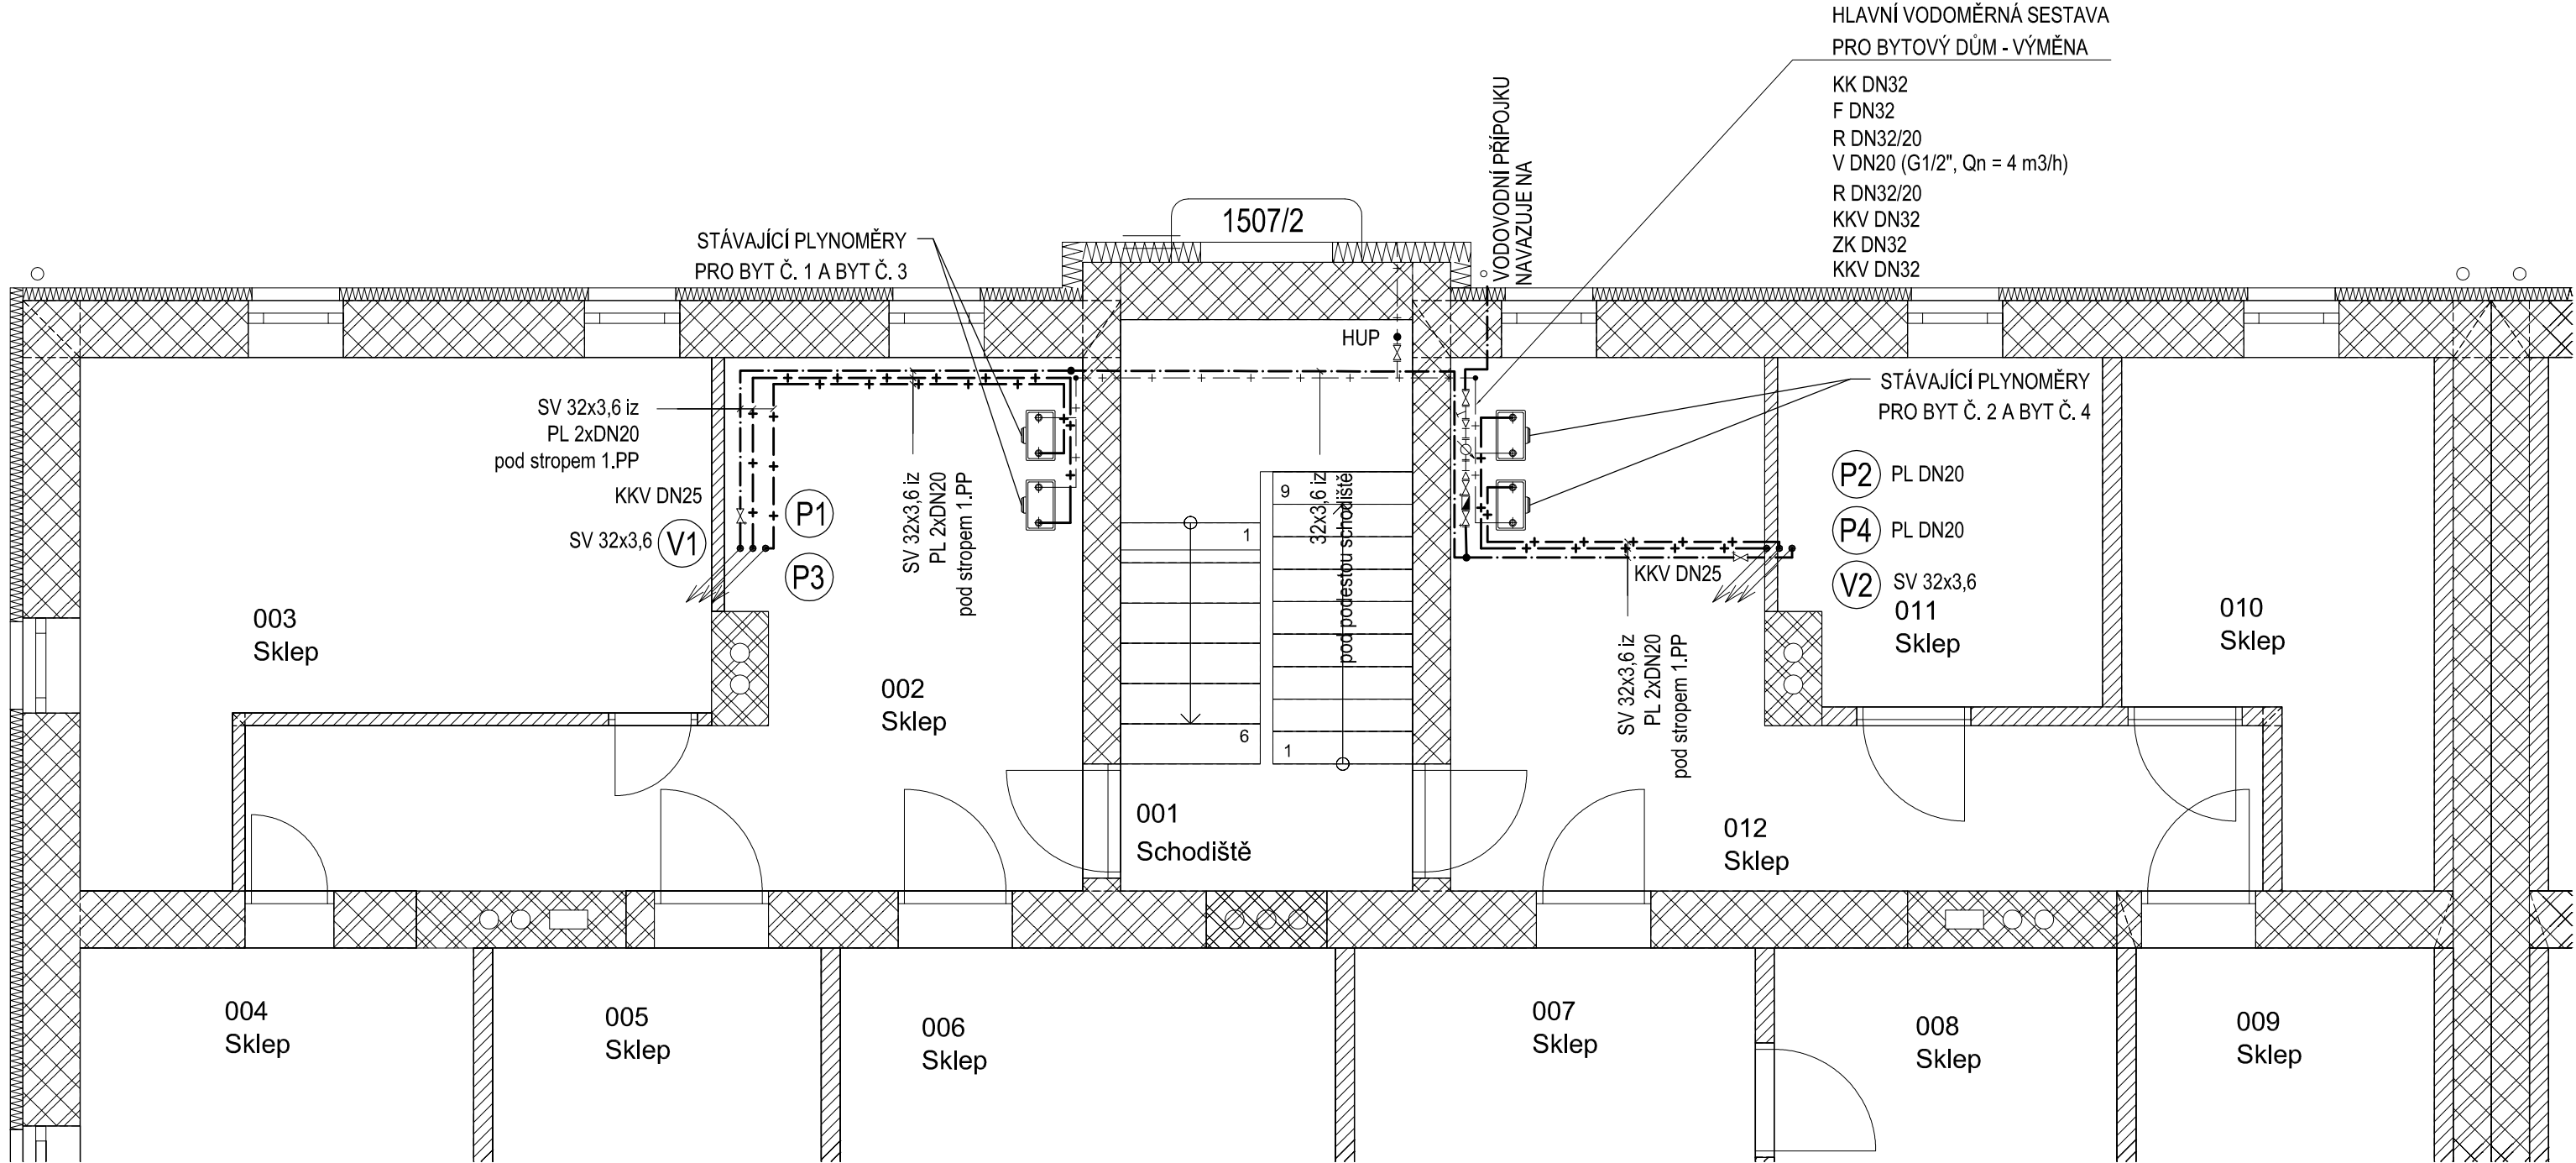 HLAVNÍ VODOMĚRNÁ SESTAVA
PRO BYTOVÝ DŮM - VÝMĚNA
KK DN32
F DN32
R DN32/20
V DN20 (G1/2", Qn = 4 m3/h)
R DN32/20
KKV DN32
ZK DN32
KKV DN32
VODOVODNÍ PŘÍPOJKU
NAVAZUJE NA
1507/2
STÁVAJÍCÍ PLYNOMĚRY
PRO BYT Č. 1 A BYT Č. 3
HUP
STÁVAJÍCÍ PLYNOMĚRY
PRO BYT Č. 2 A BYT Č. 4
SV 32x3,6 iz
PL 2xDN20
pod stropem 1.PP
KKV DN25
SV 32x3,6
V1
P1
P3
SV 32x3,6 iz
PL 2xDN20
pod stropem 1.PP
32x3,6 iz
pod podestou schodiště
9
1
6
1
P2
PL DN20
P4
PL DN20
V2
SV 32x3,6
KKV DN25
SV 32x3,6 iz
PL 2xDN20
pod stropem 1.PP
003
Sklep
002
Sklep
011
Sklep
010
Sklep
001
Schodiště
012
Sklep
004
Sklep
005
Sklep
006
Sklep
007
Sklep
008
Sklep
009
Sklep